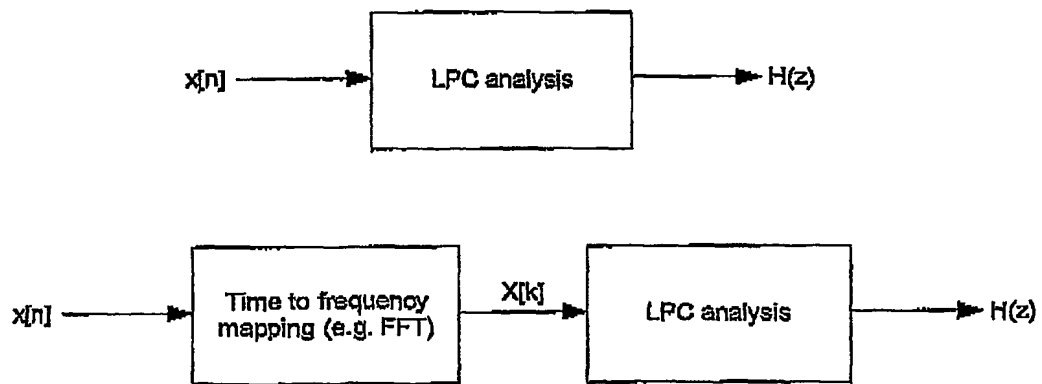 x[n]
LPC analysis
H(z)
x[n]
Time to frequency
mapping (e.g. FFT)
X[k]
LPC analysis
H(z)